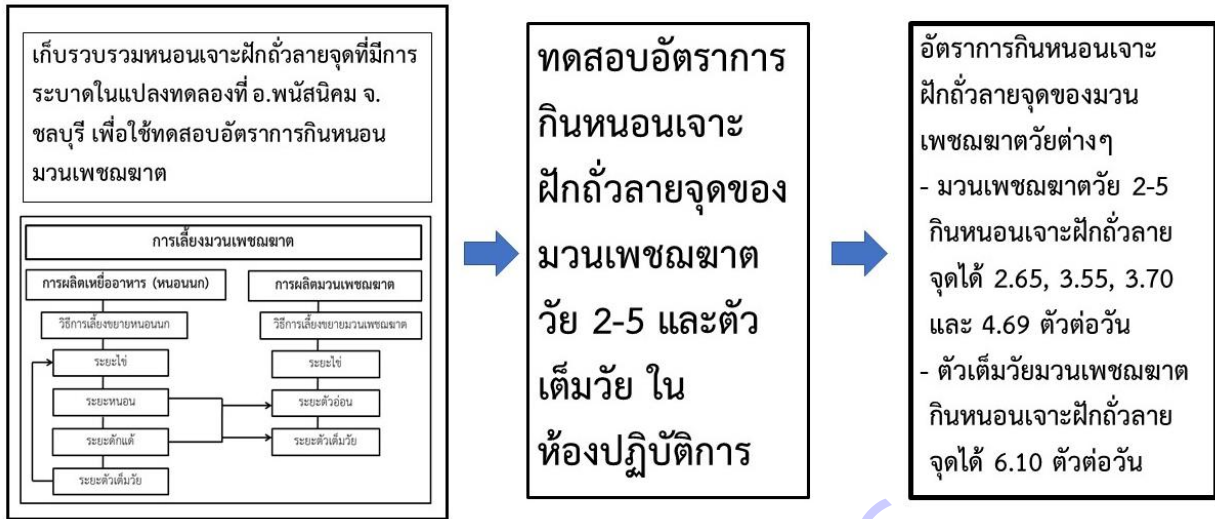 เก็บรวบรวมหนอนเจาะฝักถั่วลายจุดที่มีการ
ระบาดในแปลงทดลองที่ อ.พนัสนิคม จ.
ชลบุรี เพื่อใช้ทดสอบอัตราการกินหนอน
มวนเพชฌฆาต
การเลี้ยงมวนเพชฌฆาต
การผลิตเหยื่ออาหาร (หนอนนก)
วิธีการเลี้ยงขยายหนอนนก
ระยะไข่
ระยะหนอน
ระยะดักแด้
ระยะตัวเต็มวัย
การผลิตมวนเพชฌฆาต
วิธีการเลี้ยงขยายมวนเพชฌฆาต
ระยะไข่
ระยะตัวอ่อน
ระยะตัวเต็มวัย
ทดสอบอัตราการ
กินหนอนเจาะ
ฝักถั่วลายจุดของ
มวนเพชฌฆาต
วัย 2-5 และตัว
เต็มวัย ใน
ห้องปฏิบัติการ
อัตราการกินหนอนเจาะ
ฝักถั่วลายจุดของมวน
เพชฌฆาตวัยต่างๆ
- มวนเพชฌฆาตวัย 2-5
กินหนอนเจาะฝักถั่วลาย
จุดได้ 2.65, 3.55, 3.70
และ 4.69 ตัวต่อวัน
- ตัวเต็มวัยมวนเพชฌฆาต
กินหนอนเจาะฝักถั่วลาย
จุดได้ 6.10 ตัวต่อวัน